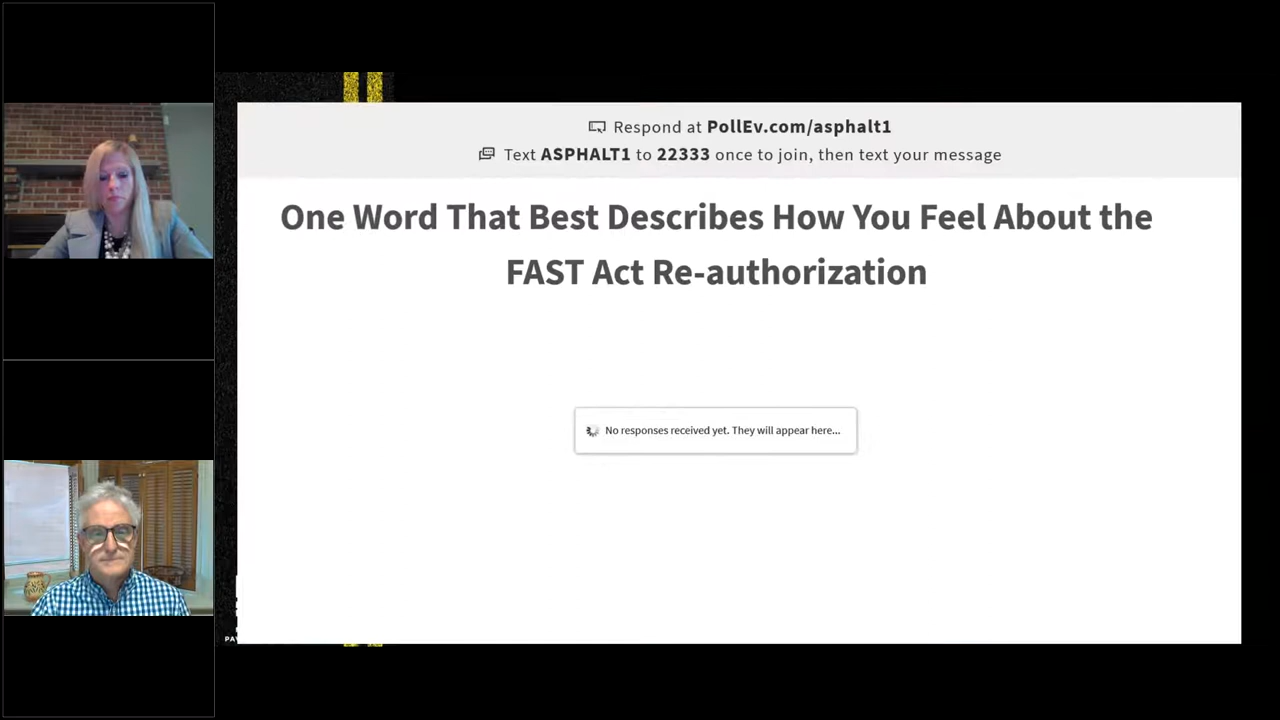 Respond at PollEv.com/asphalt1
Text ASPHALT1 to 22333 once to join, then text your message
One Word That Best Describes How You Feel About the
FAST Act Re-authorization
No responses received yet. They will appear here...